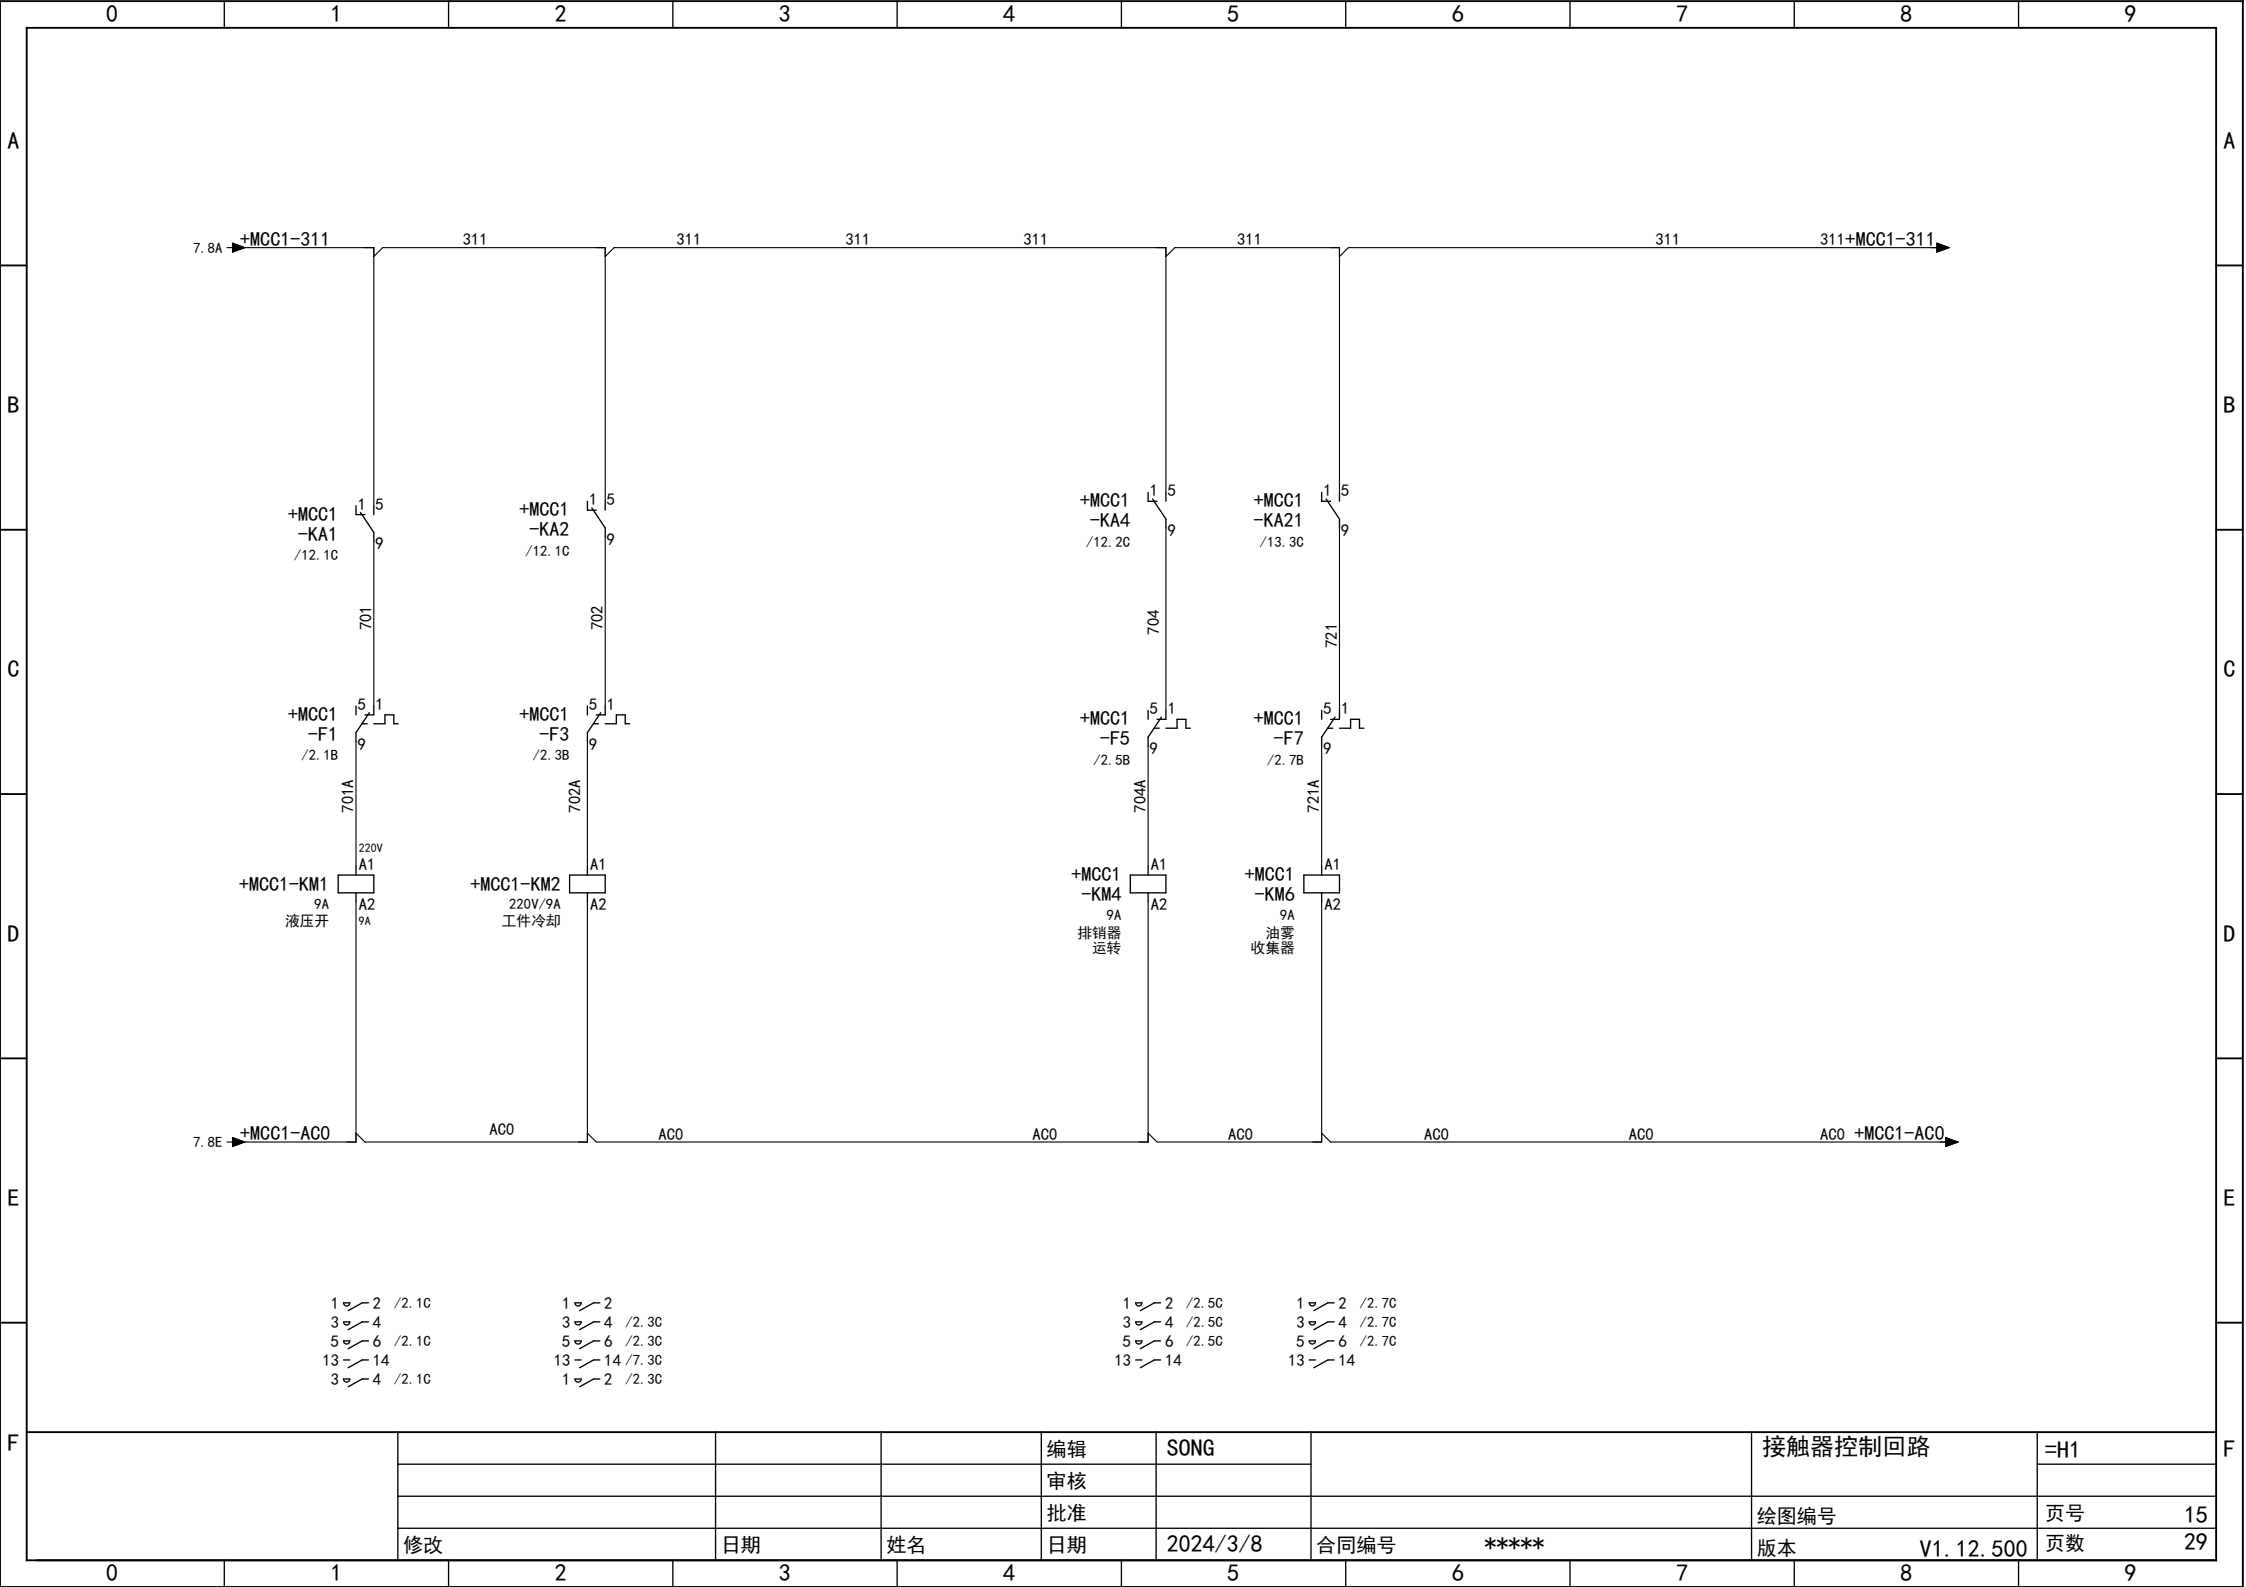 0 1 2 3 4 5 6 7 8 9
A A
7.8A +MCC1-311 311 311 311 311 311 311 311 +MCC1-311
B B
+MCC1 1 5
-KA1 9
/12.1C
+MCC1 1 5
-KA2 9
/12.1C
+MCC1 1 5
-KA4 9
/12.2C
+MCC1 1 5
-KA21 9
/13.3C
701 702 704 721
C C
+MCC1 5 1
-F1 9
/2.1B
+MCC1 5 1
-F3 9
/2.3B
+MCC1 5 1
-F5 9
/2.5B
+MCC1 5 1
-F7 9
/2.7B
701A 702A 704A 721A
220V
A1
+MCC1-KM1
9A A2
液压开 9A
A1
+MCC1-KM2
220V/9A A2
工件冷却
A1
+MCC1
-KM4
A2
9A
排销器
运转
A1
+MCC1
-KM6
A2
9A
油雾
收集器
D D
7.8E +MCC1-AC0 AC0 AC0 AC0 AC0 AC0 AC0 AC0 +MCC1-AC0
E E
1 2 /2.1C
3 4
5 6 /2.1C
13 14
3 4 /2.1C
1 2
3 4 /2.3C
5 6 /2.3C
13 14 /7.3C
1 2 /2.3C
1 2 /2.5C
3 4 /2.5C
5 6 /2.5C
13 14
1 2 /2.7C
3 4 /2.7C
5 6 /2.7C
13 14
F F
编辑 SONG 接触器控制回路 =H1
审核
批准 绘图编号 页号 15
修改 日期 姓名 日期 2024/3/8 合同编号 ***** 版本 V1.12.500 页数 29
0 1 2 3 4 5 6 7 8 9